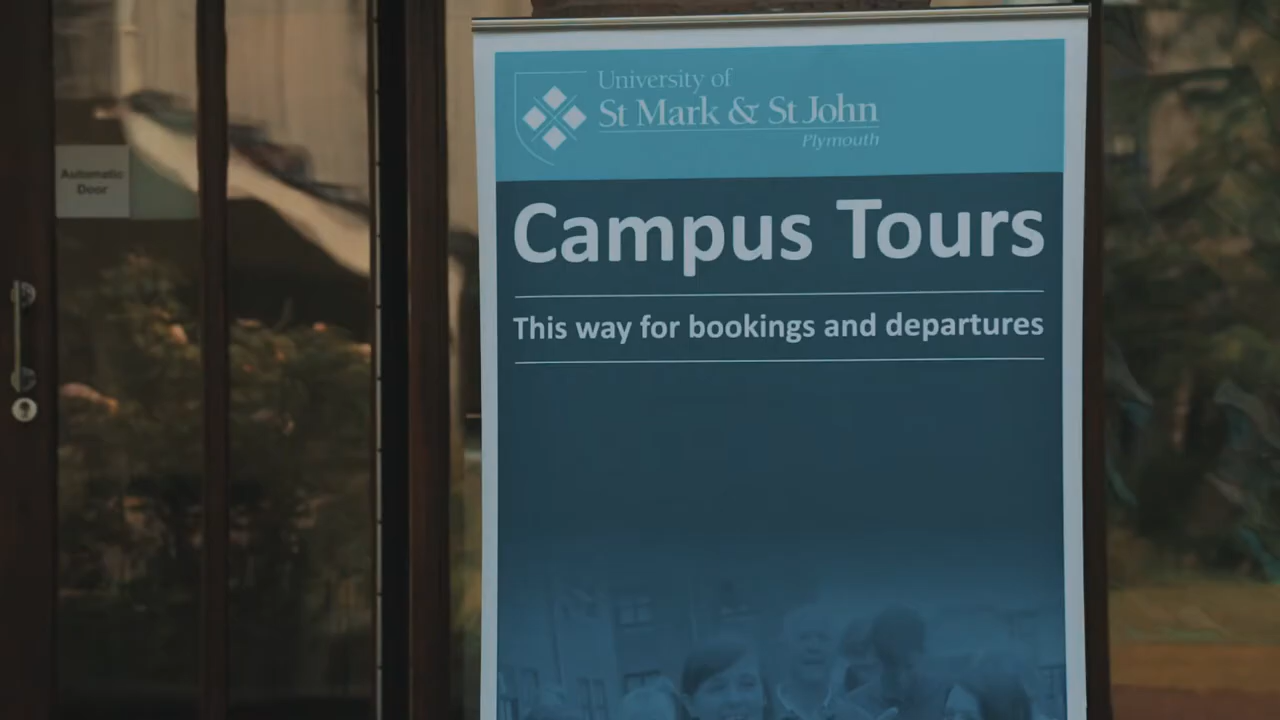 University of
St Mark & St John
Plymouth
Automatic
Door
Campus Tours
This way for bookings and departures